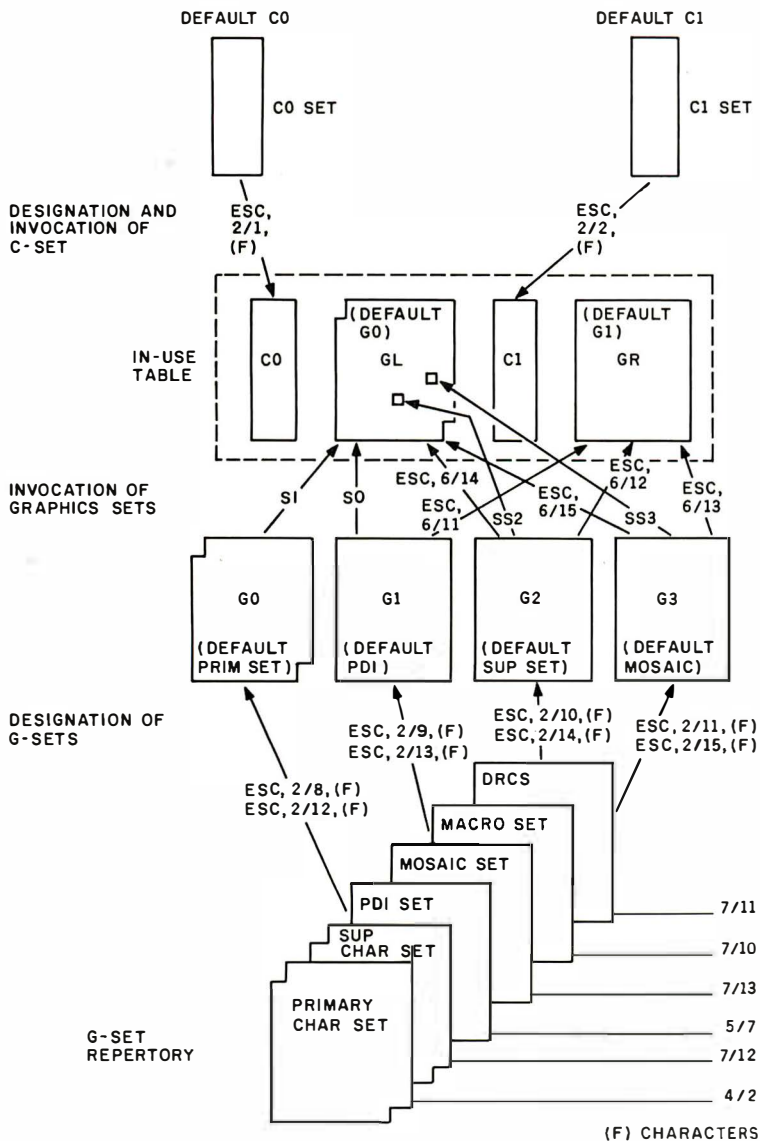 DEFAULT C0
DEFAULT C1
C0 SET
C1 SET
DESIGNATION AND
INVOCATION OF
C-SET
ESC,
2/1,
(F)
ESC,
2/2,
(F)
IN-USE
TABLE
C0
(DEFAULT
G0)
GL
C1
(DEFAULT
G1)
GR
INVOCATION OF
GRAPHICS SETS
SI
SO
ESC, 6/14
ESC,
6/11
SS2
ESC,
6/15
ESC,
6/12
SS3
ESC,
6/13
G0
(DEFAULT
PRIM SET)
G1
(DEFAULT
PDI)
G2
(DEFAULT
SUP SET)
G3
(DEFAULT
MOSAIC)
DESIGNATION OF
G-SETS
ESC, 2/8, (F)
ESC, 2/12, (F)
ESC, 2/9, (F)
ESC, 2/13, (F)
ESC, 2/10, (F)
ESC, 2/14, (F)
ESC, 2/11, (F)
ESC, 2/15, (F)
DRCS
MACRO SET
MOSAIC SET
PDI SET
SUP
CHAR SET
PRIMARY
CHAR SET
G-SET
REPERTORY
7/11
7/10
7/13
5/7
7/12
4/2
(F) CHARACTERS